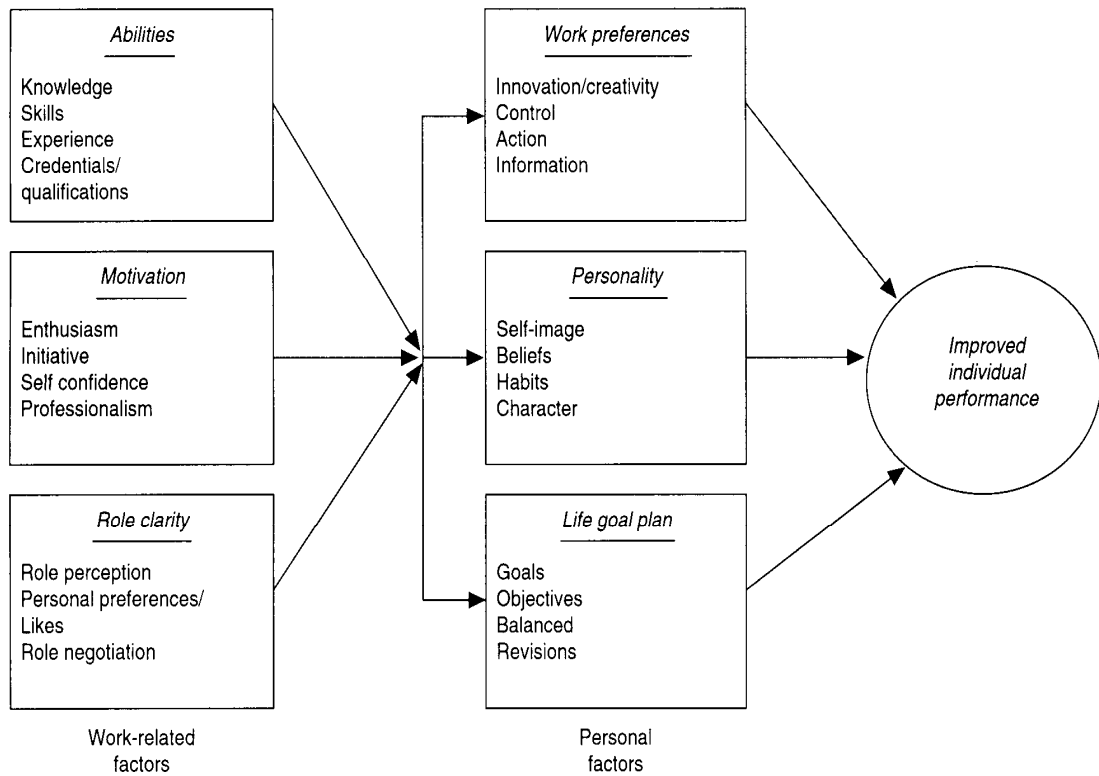 Abilities
Knowledge
Skills
Experience
Credentials/
qualifications
Motivation
Enthusiasm
Initiative
Self confidence
Professionalism
Role clarity
Role perception
Personal preferences/
Likes
Role negotiation
Work-related
factors
Work preferences
Innovation/creativity
Control
Action
Information
Personality
Self-image
Beliefs
Habits
Character
Life goal plan
Goals
Objectives
Balanced
Revisions
Personal
factors
Improved
individual
performance